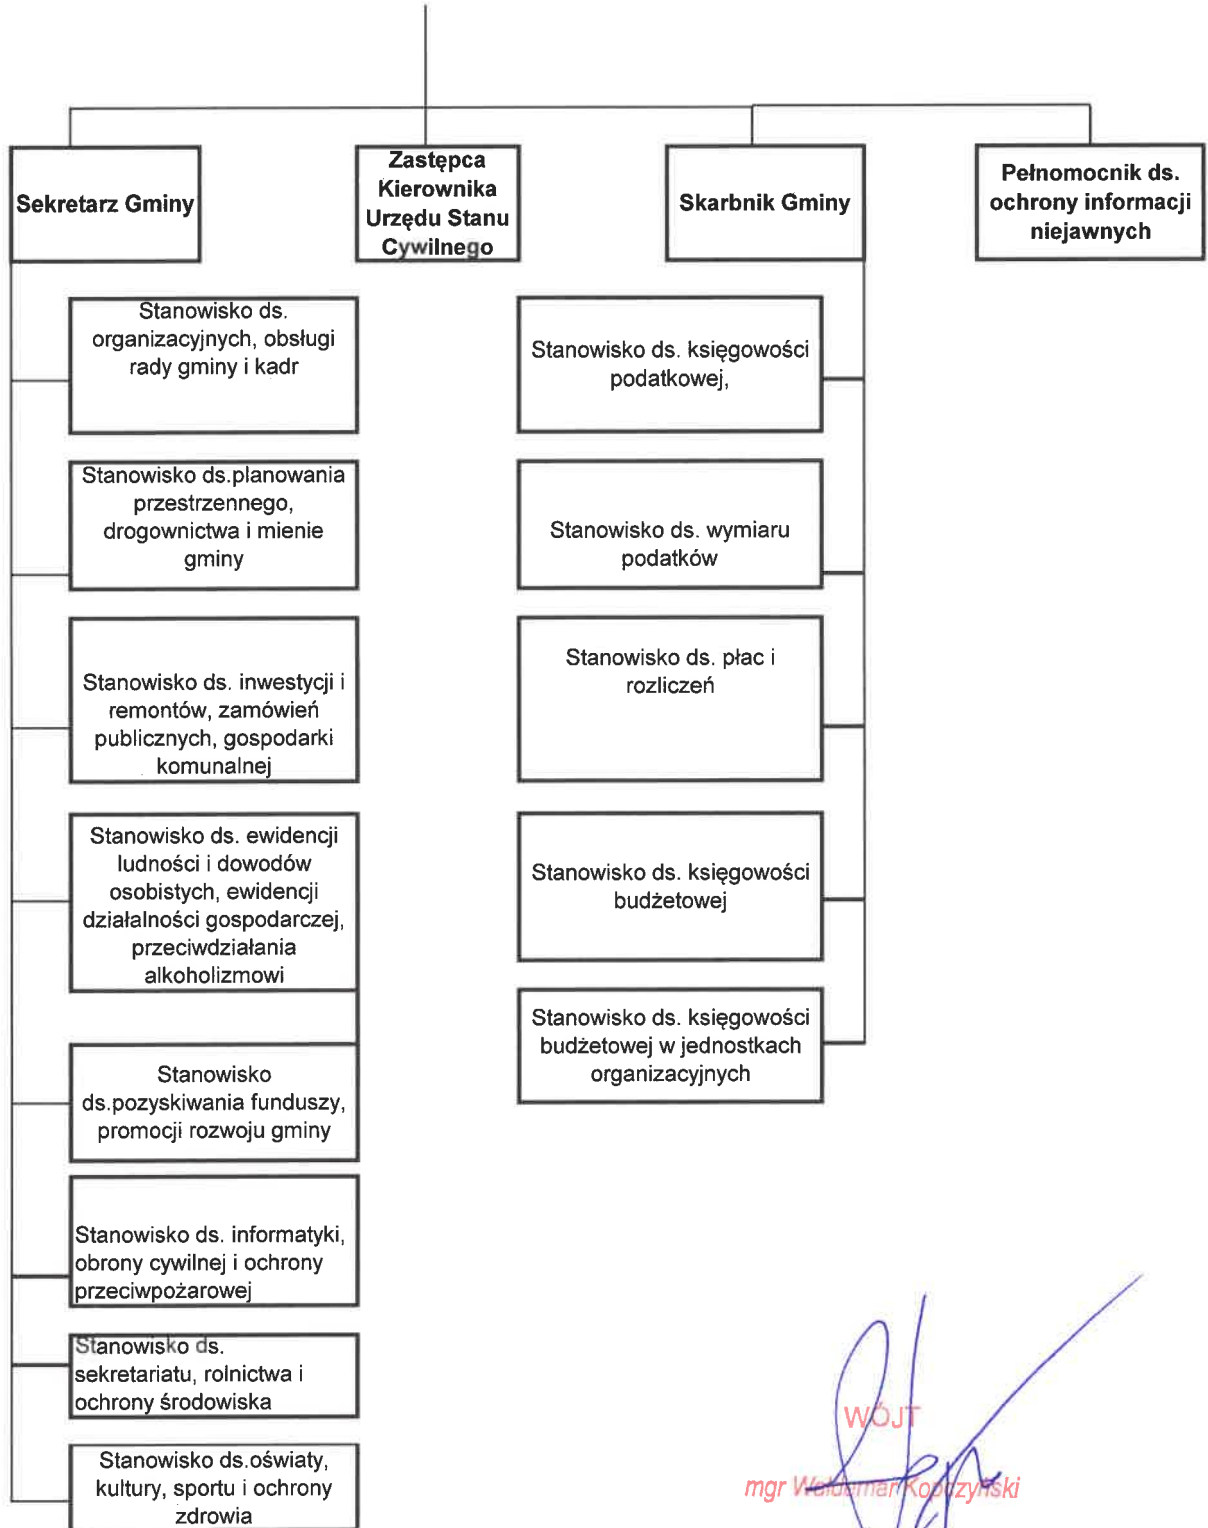 Sekretarz Gminy
Zastępca
Kierownika
Urzędu Stanu
Cywilnego
Skarbnik Gminy
Pełnomocnik ds.
ochrony informacji
niejawnych
Stanowisko ds.
organizacyjnych, obsługi
rady gminy i kadr
Stanowisko ds.planowania
przestrzennego,
drogownictwa i mienie
gminy
Stanowisko ds. inwestycji i
remontów, zamówień
publicznych, gospodarki
komunalnej
Stanowisko ds. ewidencji
ludności i dowodów
osobistych, ewidencji
działalności gospodarczej,
przeciwdziałania
alkoholizmowi
Stanowisko
ds.pozyskiwania funduszy,
promocji rozwoju gminy
Stanowisko ds. informatyki,
obrony cywilnej i ochrony
przeciwpożarowej
Stanowisko ds.
sekretariatu, rolnictwa i
ochrony środowiska
Stanowisko ds.oświaty,
kultury, sportu i ochrony
zdrowia
Stanowisko ds. księgowości
podatkowej,
Stanowisko ds. wymiaru
podatków
Stanowisko ds. płac i
rozliczeń
Stanowisko ds. księgowości
budżetowej
Stanowisko ds. księgowości
budżetowej w jednostkach
organizacyjnych
WÓJT
mgr Waldemar Kopczyński